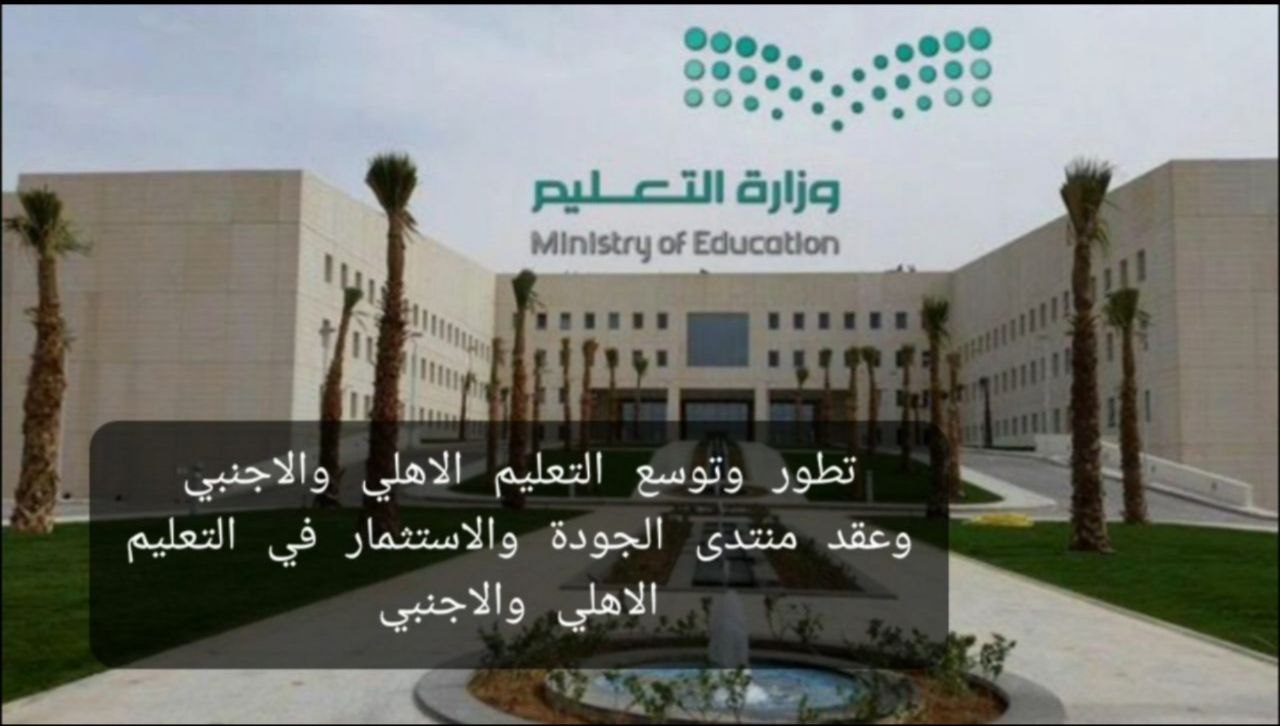 وزارة التعليم
Ministry of Education
تطور وتوسع التعليم الاهلي والاجنبي
وعقد منتدى الجودة والاستثمار في التعليم
الاهلي والاجنبي